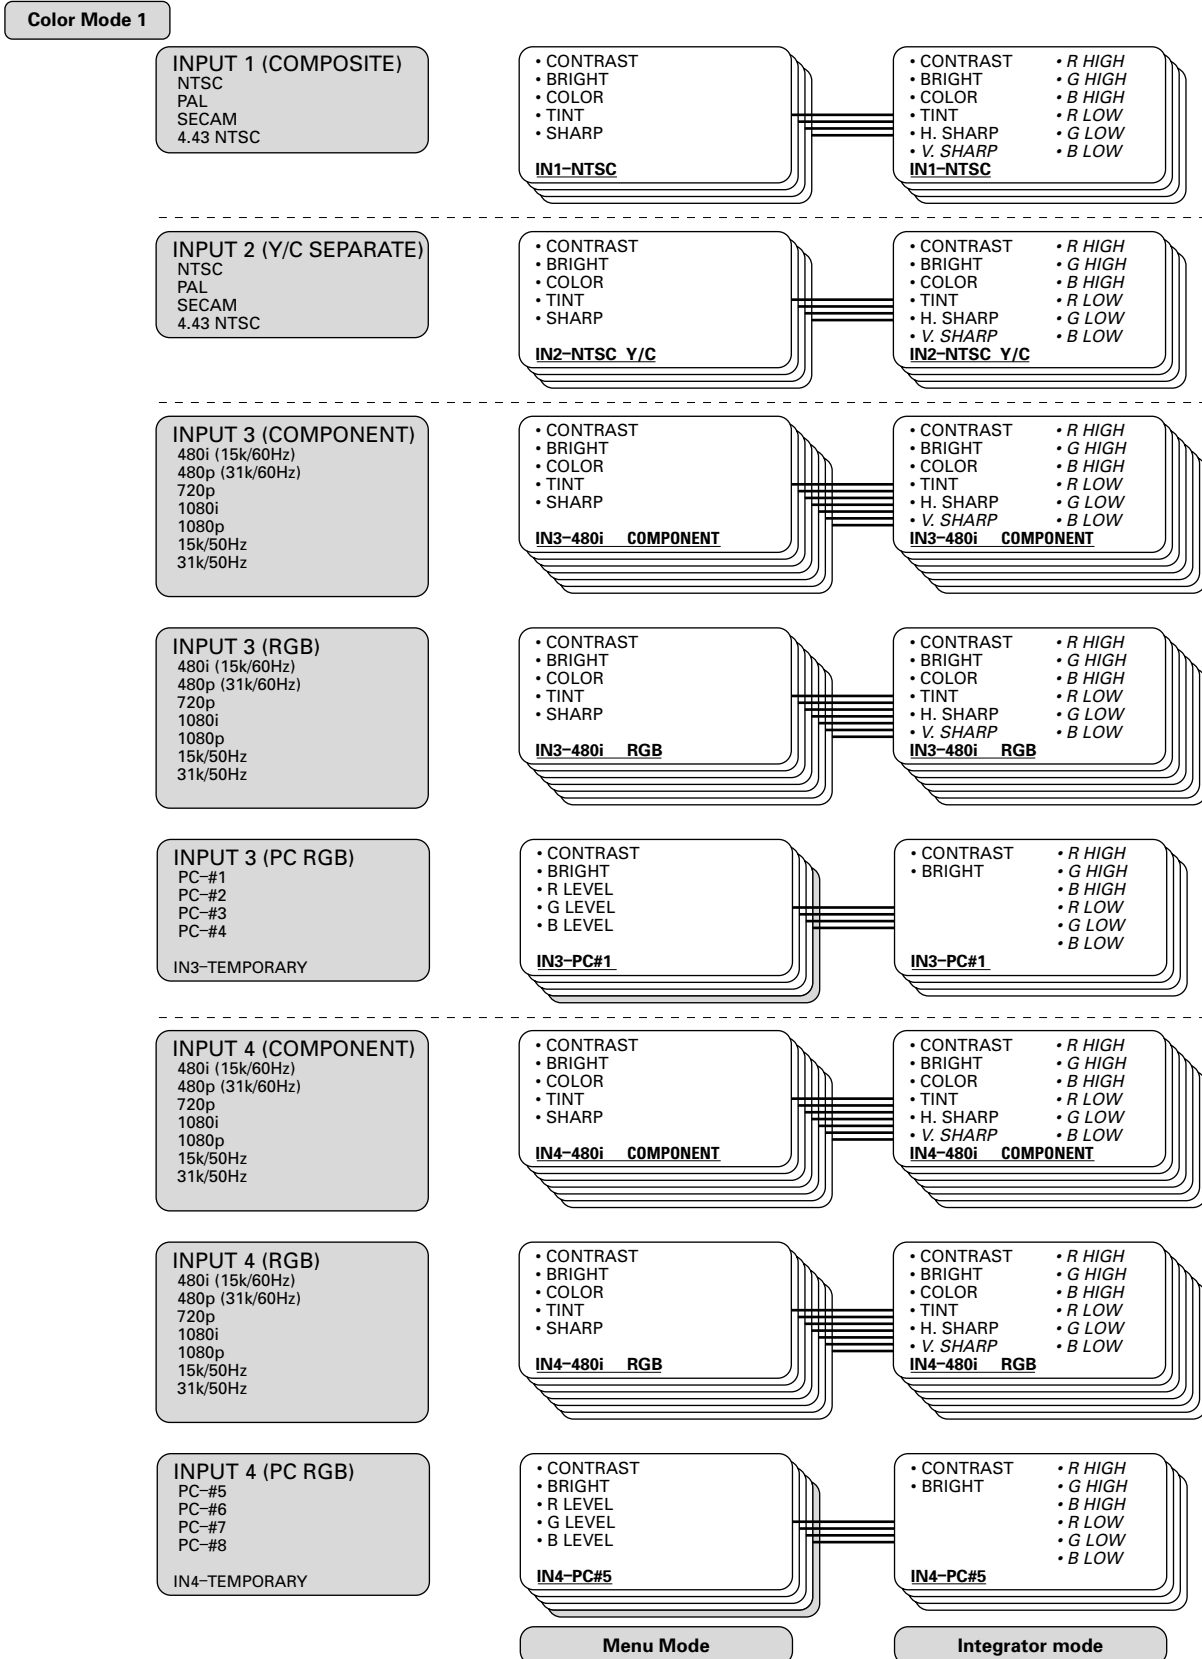 Color Mode 1
INPUT 1 (COMPOSITE)
NTSC
PAL
SECAM
4.43 NTSC
• CONTRAST
• BRIGHT
• COLOR
• TINT
• SHARP
IN1–NTSC
• CONTRAST • R HIGH
• BRIGHT • G HIGH
• COLOR • B HIGH
• TINT • R LOW
• H. SHARP • G LOW
• V. SHARP • B LOW
IN1–NTSC
INPUT 2 (Y/C SEPARATE)
NTSC
PAL
SECAM
4.43 NTSC
• CONTRAST
• BRIGHT
• COLOR
• TINT
• SHARP
IN2–NTSC Y/C
• CONTRAST • R HIGH
• BRIGHT • G HIGH
• COLOR • B HIGH
• TINT • R LOW
• H. SHARP • G LOW
• V. SHARP • B LOW
IN2–NTSC Y/C
INPUT 3 (COMPONENT)
480i (15k/60Hz)
480p (31k/60Hz)
720p
1080i
1080p
15k/50Hz
31k/50Hz
• CONTRAST
• BRIGHT
• COLOR
• TINT
• SHARP
IN3–480i COMPONENT
• CONTRAST • R HIGH
• BRIGHT • G HIGH
• COLOR • B HIGH
• TINT • R LOW
• H. SHARP • G LOW
• V. SHARP • B LOW
IN3–480i COMPONENT
INPUT 3 (RGB)
480i (15k/60Hz)
480p (31k/60Hz)
720p
1080i
1080p
15k/50Hz
31k/50Hz
• CONTRAST
• BRIGHT
• COLOR
• TINT
• SHARP
IN3–480i RGB
• CONTRAST • R HIGH
• BRIGHT • G HIGH
• COLOR • B HIGH
• TINT • R LOW
• H. SHARP • G LOW
• V. SHARP • B LOW
IN3–480i RGB
INPUT 3 (PC RGB)
PC–#1
PC–#2
PC–#3
PC–#4
IN3–TEMPORARY
• CONTRAST
• BRIGHT
• R LEVEL
• G LEVEL
• B LEVEL
IN3–PC#1
• CONTRAST • R HIGH
• BRIGHT • G HIGH
• B HIGH
• R LOW
• G LOW
• B LOW
IN3–PC#1
INPUT 4 (COMPONENT)
480i (15k/60Hz)
480p (31k/60Hz)
720p
1080i
1080p
15k/50Hz
31k/50Hz
• CONTRAST
• BRIGHT
• COLOR
• TINT
• SHARP
IN4–480i COMPONENT
• CONTRAST • R HIGH
• BRIGHT • G HIGH
• COLOR • B HIGH
• TINT • R LOW
• H. SHARP • G LOW
• V. SHARP • B LOW
IN4–480i COMPONENT
INPUT 4 (RGB)
480i (15k/60Hz)
480p (31k/60Hz)
720p
1080i
1080p
15k/50Hz
31k/50Hz
• CONTRAST
• BRIGHT
• COLOR
• TINT
• SHARP
IN4–480i RGB
• CONTRAST • R HIGH
• BRIGHT • G HIGH
• COLOR • B HIGH
• TINT • R LOW
• H. SHARP • G LOW
• V. SHARP • B LOW
IN4–480i RGB
INPUT 4 (PC RGB)
PC–#5
PC–#6
PC–#7
PC–#8
IN4–TEMPORARY
• CONTRAST
• BRIGHT
• R LEVEL
• G LEVEL
• B LEVEL
IN4–PC#5
• CONTRAST • R HIGH
• BRIGHT • G HIGH
• B HIGH
• R LOW
• G LOW
• B LOW
IN4–PC#5
Menu Mode
Integrator mode